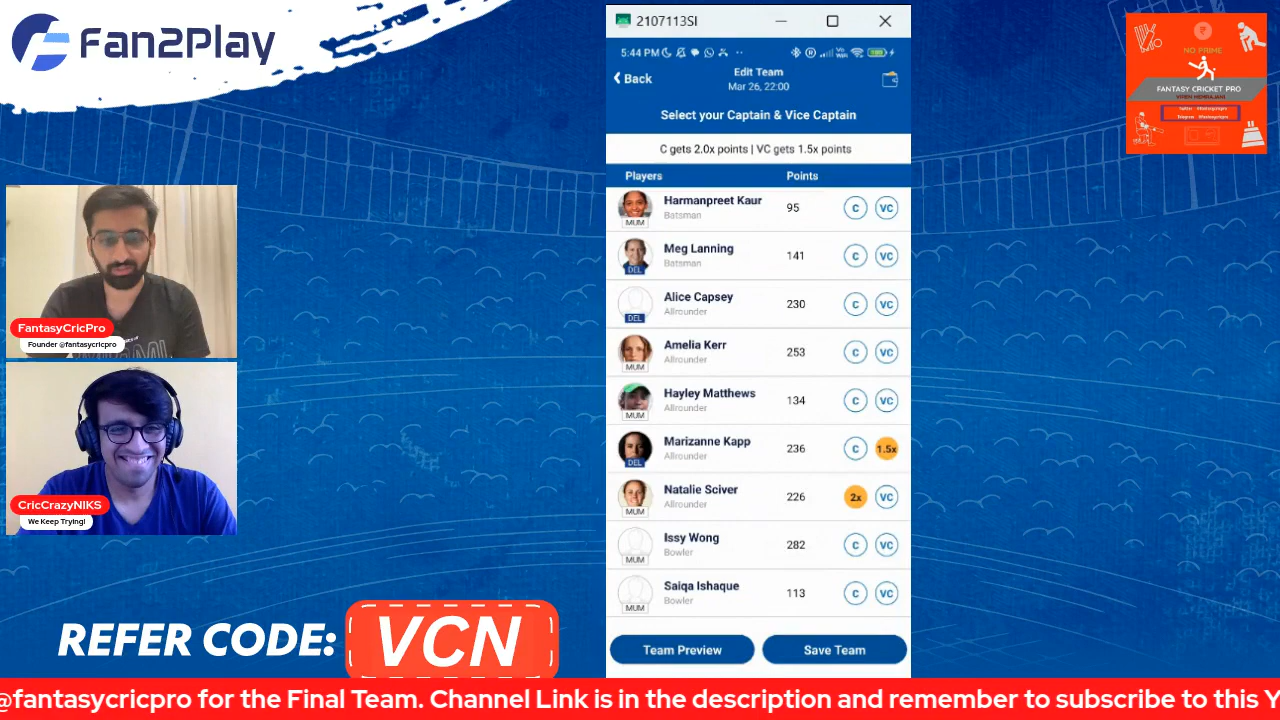 Fan2Play
2107113SI
5:44 PM
Back
Edit Team
Mar 26, 22:00
Select your Captain & Vice Captain
C gets 2.0x points | VC gets 1.5x points
Players Points
Harmanpreet Kaur
Batsman
MUM
95 C VC
Meg Lanning
Batsman
DEL
141 C VC
Alice Capsey
Allrounder
DEL
230 C VC
Amelia Kerr
Allrounder
MUM
253 C VC
Hayley Matthews
Allrounder
MUM
134 C VC
Marizanne Kapp
Allrounder
DEL
236 C 1.5x
Natalie Sciver
Allrounder
MUM
226 2x VC
Issy Wong
Bowler
MUM
282 C VC
Saiqa Ishaque
Bowler
MUM
113 C VC
Team Preview Save Team
NO PRIME
FANTASY CRICKET PRO
FantasyCricPro
Founder @fantasycricpro
CricCrazyNIKS
We Keep Trying!
REFER CODE: VCN
@fantasycricpro for the Final Team. Channel Link is in the description and remember to subscribe to this Y